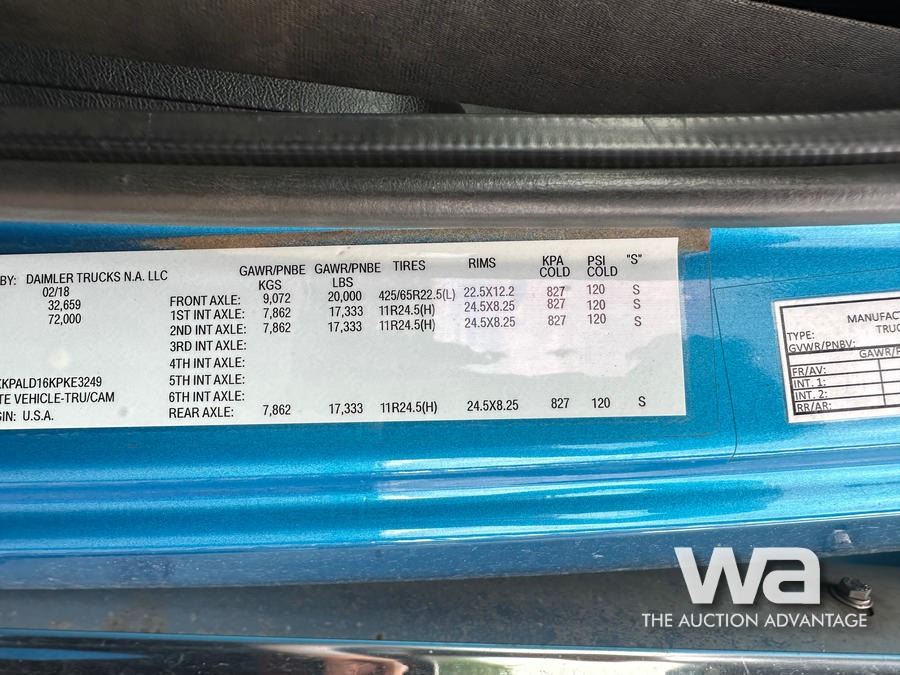 BY: DAIMLER TRUCKS N.A. LLC
02/18
32,659
72,000
KPALD16KPKE3249
TE VEHICLE-TRU/CAM
GIN: U.S.A.
GAWR/PNBE GAWR/PNBE TIRES RIMS KPA PSI "S"
KGS LBS COLD COLD
FRONT AXLE: 9,072 20,000 425/65R22.5(L) 22.5X12.2 827 120 S
1ST INT AXLE: 7,862 17,333 11R24.5(H) 24.5X8.25 827 120 S
2ND INT AXLE: 7,862 17,333 11R24.5(H) 24.5X8.25 827 120 S
3RD INT AXLE:
4TH INT AXLE:
5TH INT AXLE:
6TH INT AXLE:
REAR AXLE: 7,862 17,333 11R24.5(H) 24.5X8.25 827 120 S
MANUFACT
TYPE: TRUC
GVWR/PNBV:
GAWR/P
FR/AV:
INT. 1:
INT. 2:
RR/AR:
wa
THE AUCTION ADVANTAGE